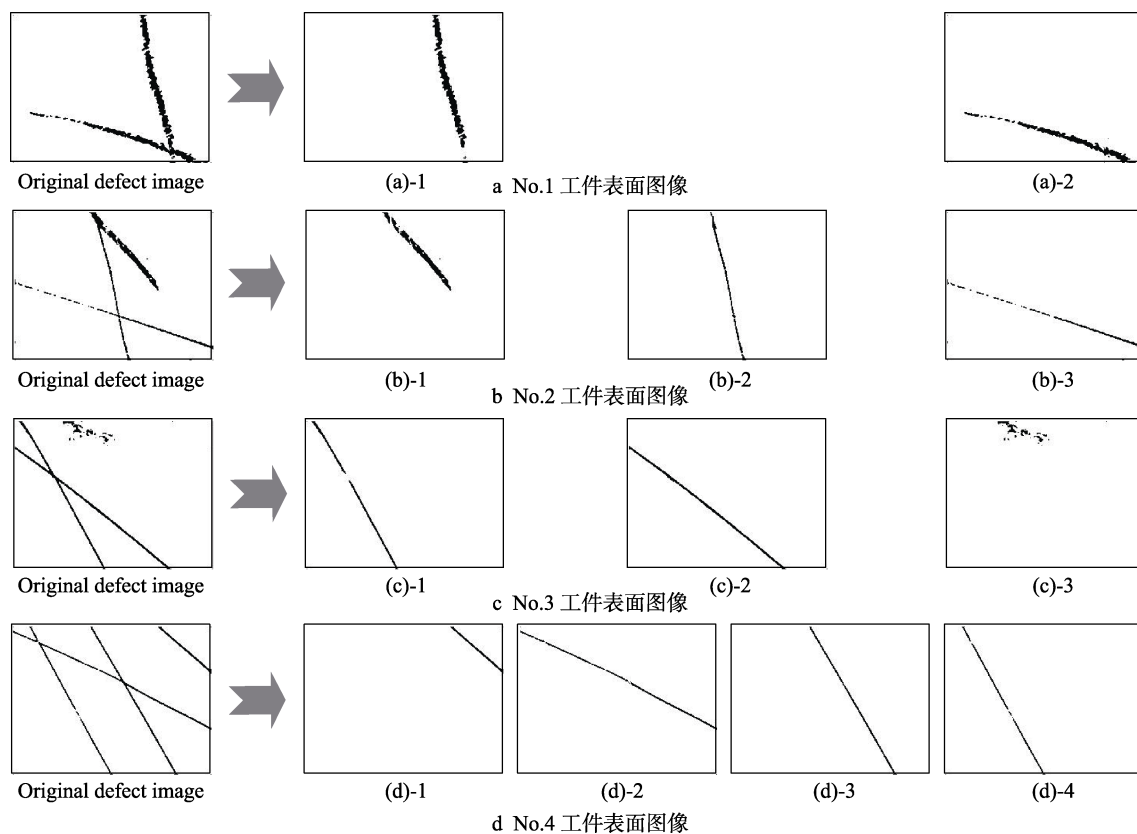 Original defect image
(a)-1
(a)-2
a No.1 工件表面图像
Original defect image
(b)-1
(b)-2
(b)-3
b No.2 工件表面图像
Original defect image
(c)-1
(c)-2
(c)-3
c No.3 工件表面图像
Original defect image
(d)-1
(d)-2
(d)-3
(d)-4
d No.4 工件表面图像